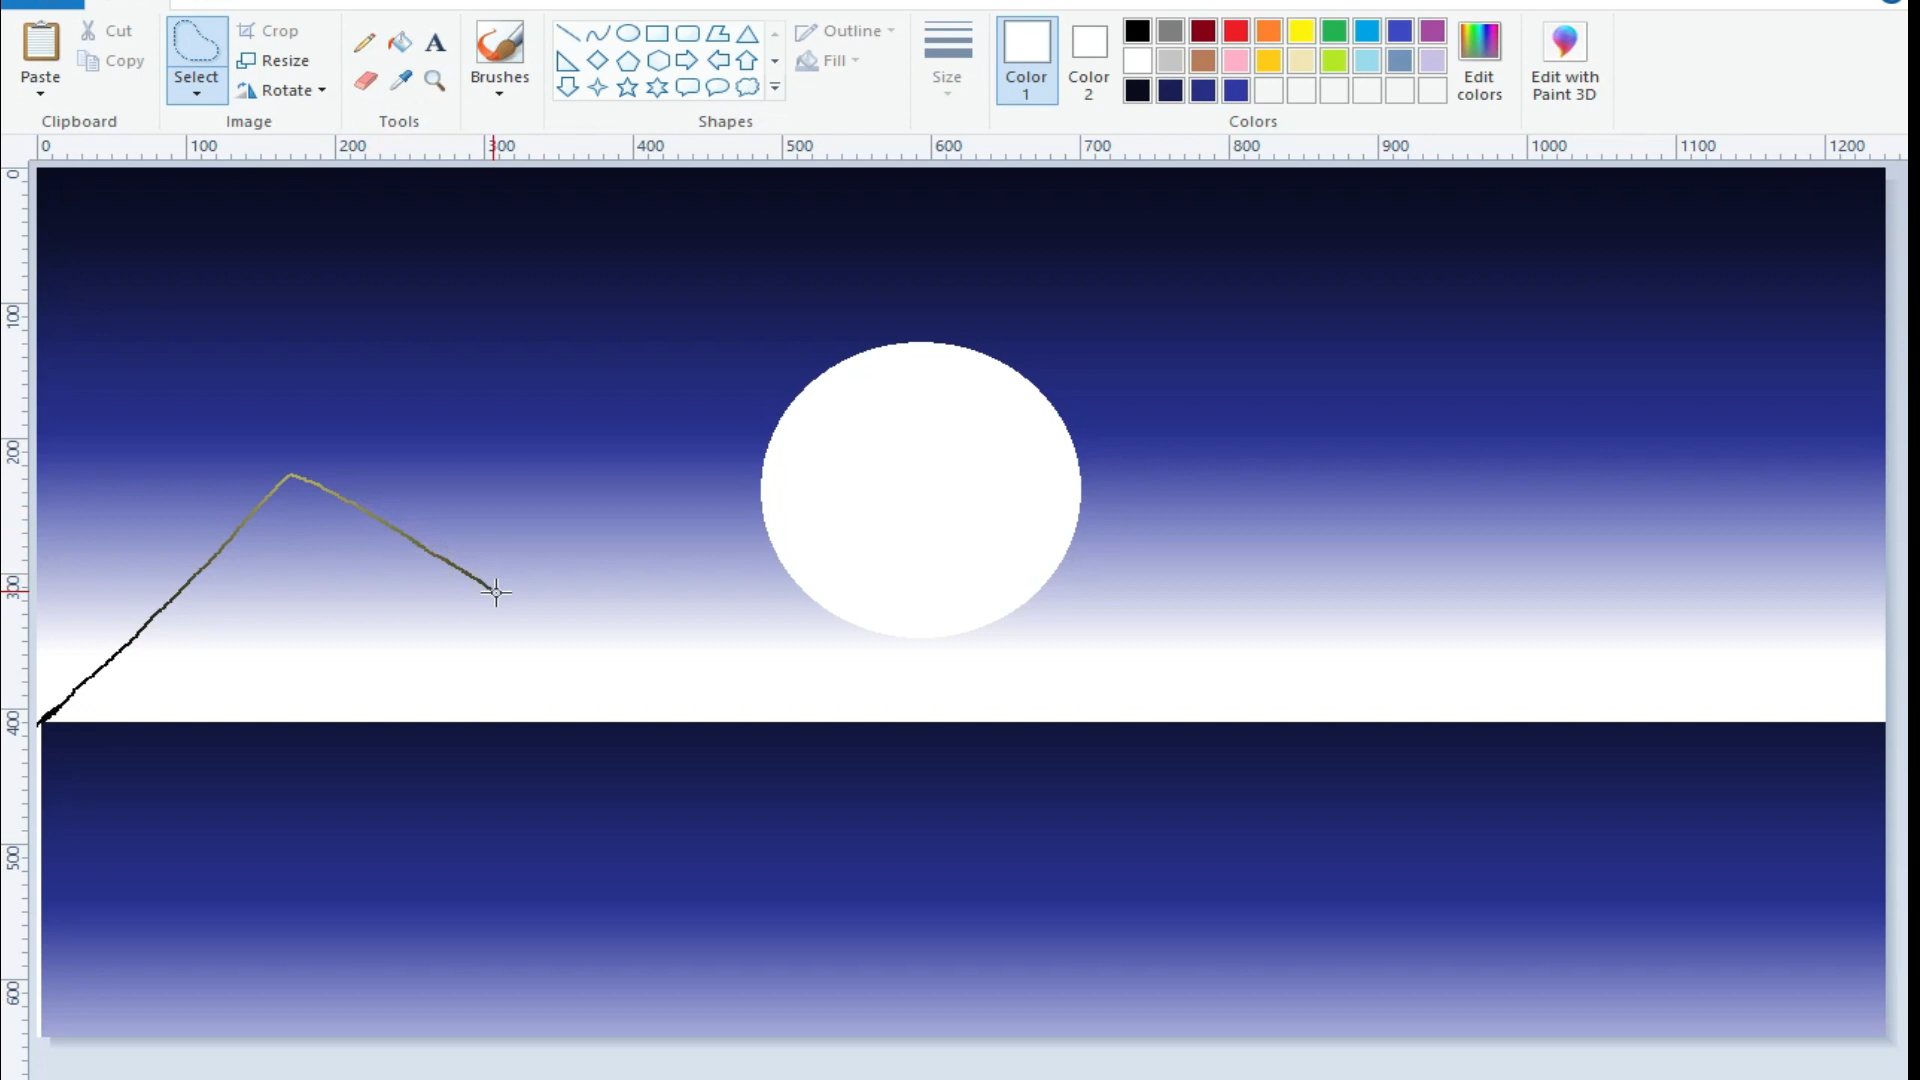 Cut
Crop
Outline
Copy
Resize
Fill
Paste
Select
Rotate
Brushes
Size
Color
1
Color
2
Edit
colors
Edit with
Paint 3D
Clipboard
Image
Tools
Shapes
Colors
0 100 200 300 400 500 600 700 800 900 1000 1100 1200
0
100
200
300
400
500
600